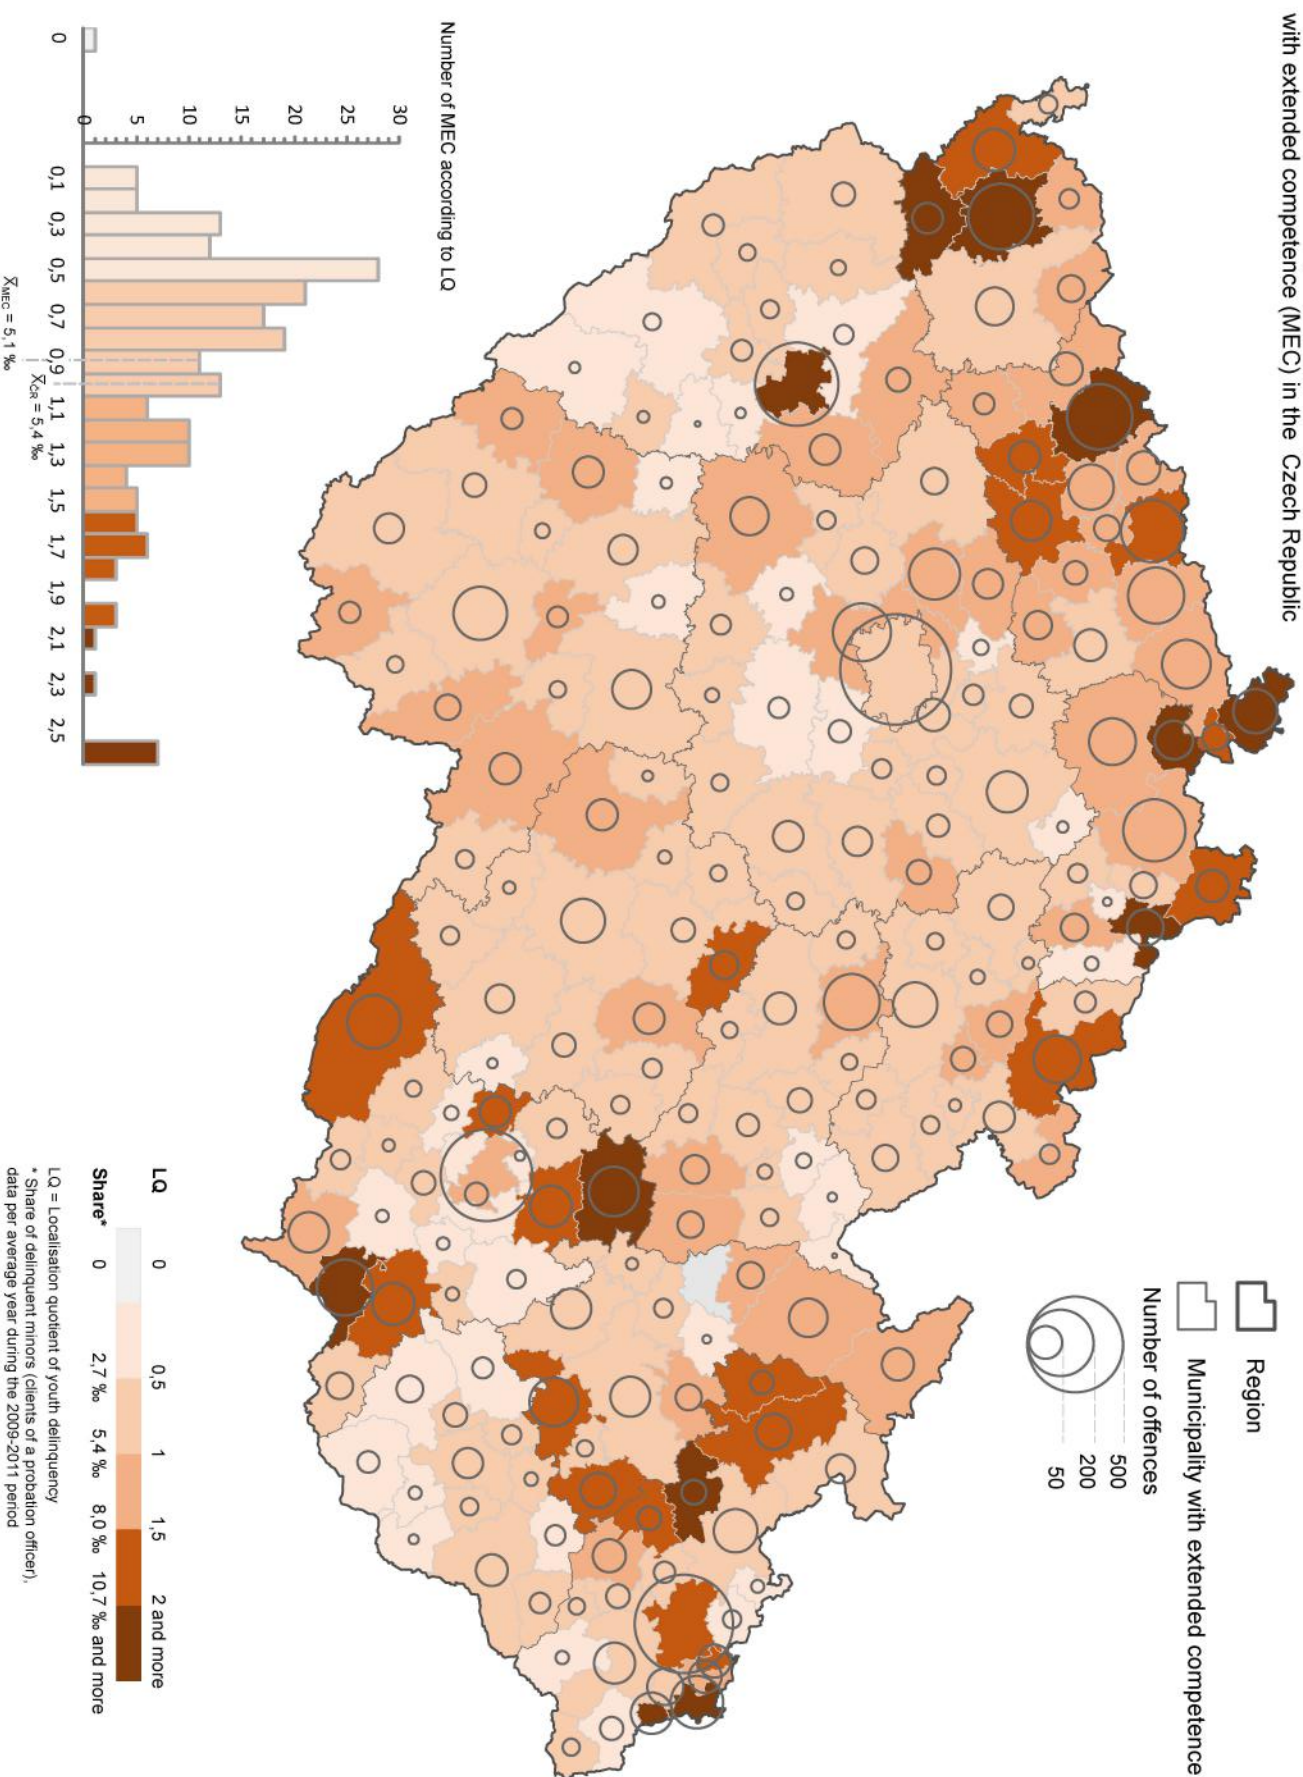 with extended competence (MEC) in the Czech Republic
Region
Municipality with extended competence
Number of offences
500
200
50
Number of MEC according to LQ
30
25
20
15
10
5
0
0
0,1
0,3
0,5
0,7
0,9
1,1
1,3
1,5
1,7
1,9
2,1
2,3
2,5
x̅MEC = 5,1 ‰
x̅ČR = 5,4 ‰
LQ
0
0,5
1
1,5
2 and more
Share*
0
2,7 ‰
5,4 ‰
8,0 ‰
10,7 ‰ and more
LQ = Localisation quotient of youth delinquency
* Share of delinquent minors (clients of a probation officer),
data per average year during the 2009-2011 period